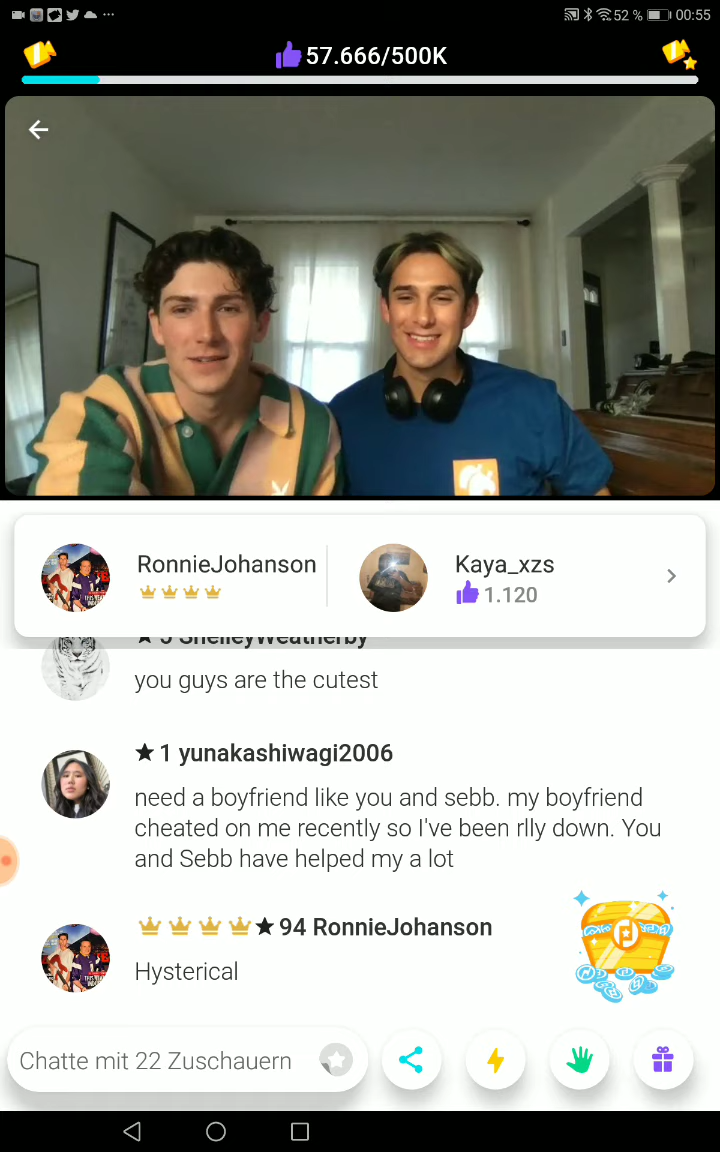 52 % 00:55
57.666/500K
RonnieJohanson
Kaya_xzs
1.120
5 ShelleyWeatherby
you guys are the cutest
1 yunakashiwagi2006
need a boyfriend like you and sebb. my boyfriend
cheated on me recently so I've been rlly down. You
and Sebb have helped my a lot
94 RonnieJohanson
Hysterical
Chatte mit 22 Zuschauern